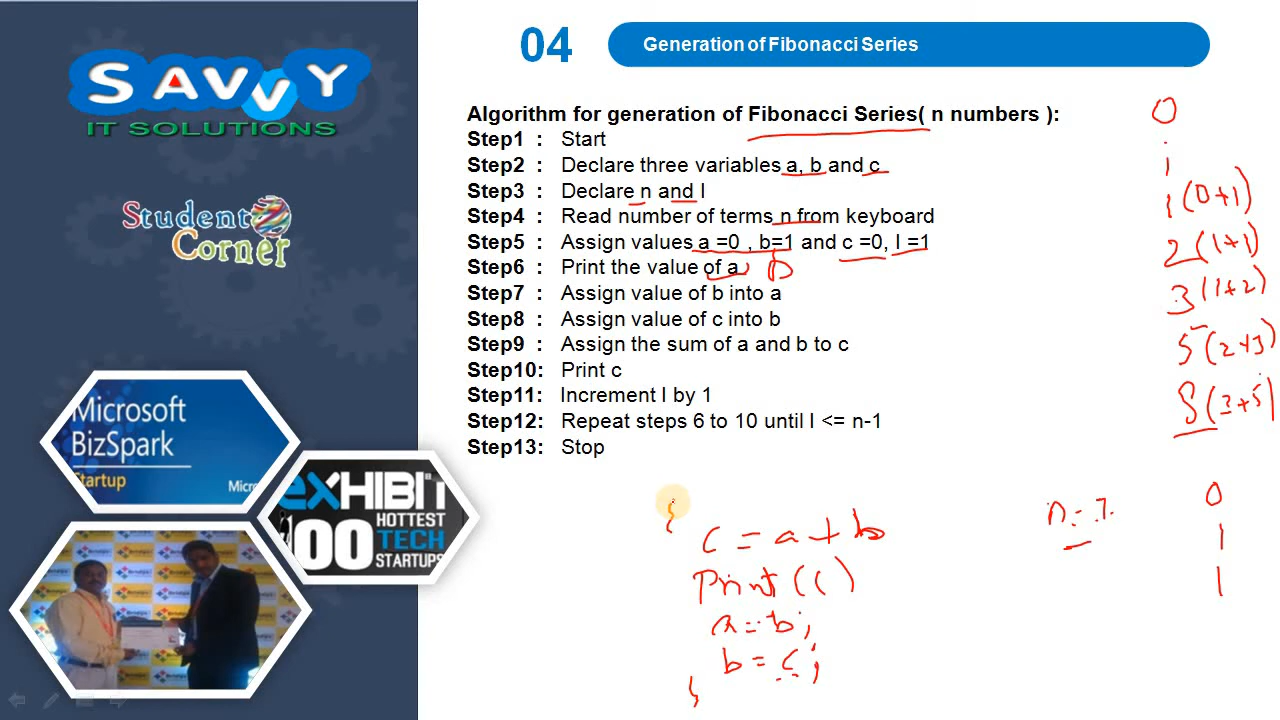 SAVVY
IT SOLUTIONS
Student
Corner
Microsoft
BizSpark
Startup
Micr
eXHIBIT
100 HOTTEST
TECH
STARTUPS
04
Generation of Fibonacci Series
Algorithm for generation of Fibonacci Series( n numbers ):
Step1 : Start
Step2 : Declare three variables a, b and c
Step3 : Declare n and I
Step4 : Read number of terms n from keyboard
Step5 : Assign values a =0 , b=1 and c =0, I =1
Step6 : Print the value of a, b
Step7 : Assign value of b into a
Step8 : Assign value of c into b
Step9 : Assign the sum of a and b to c
Step10: Print c
Step11: Increment I by 1
Step12: Repeat steps 6 to 10 until I <= n-1
Step13: Stop
{
c = a + b
Print(c)
a = b;
b = c;
}
0
1
1 (0+1)
2 (1+1)
3 (1+2)
5 (2+3)
8 (3+5)
n = 7.
0
1
1